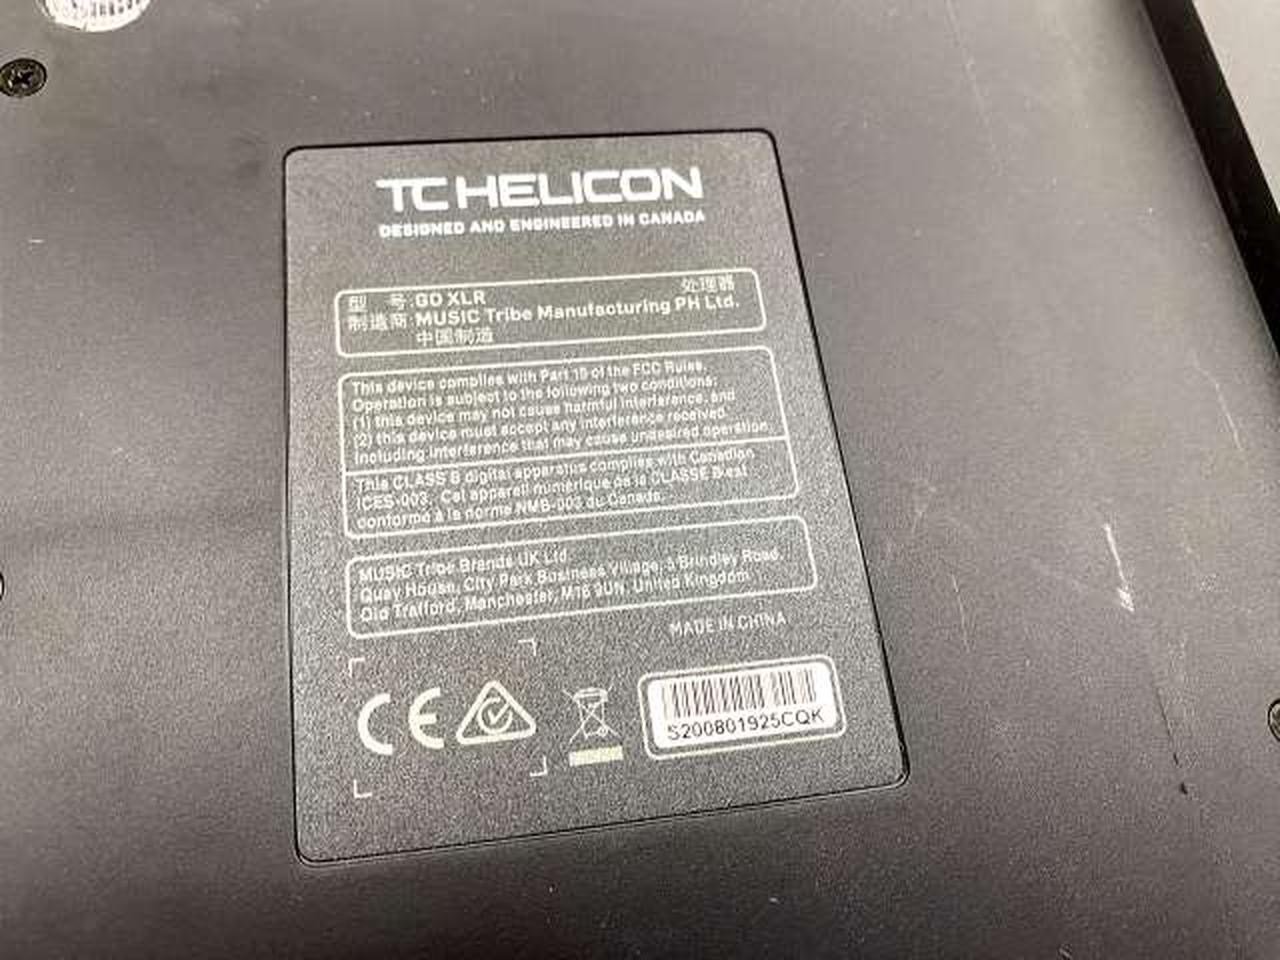 TC HELICON
DESIGNED AND ENGINEERED IN CANADA
型 号:GO XLR 处理器
制造商:MUSIC Tribe Manufacturing PH Ltd.
中国制造
This device complies with Part 15 of the FCC Rules.
Operation is subject to the following two conditions:
(1) this device may not cause harmful interference, and
(2) this device must accept any interference received,
including interference that may cause undesired operation.
This CLASS B digital apparatus complies with Canadian
ICES-003. Cet appareil numérique de la CLASSE B est
conforme à la norme NMB-003 du Canada.
MUSIC Tribe Brands UK Ltd.
Quay House, City Park Business Village, Brindley Road,
Old Trafford, Manchester, M16 9UN, United Kingdom
MADE IN CHINA
CE
S200801925CQK